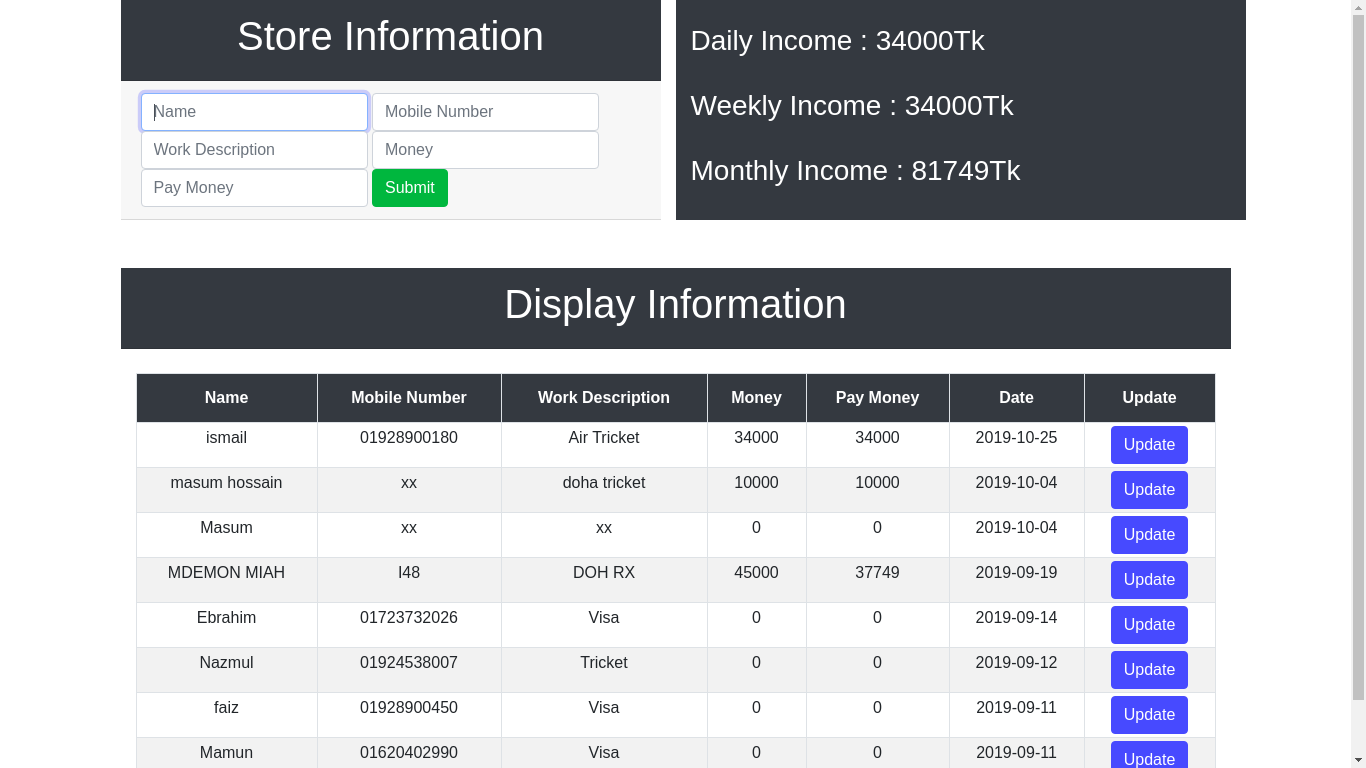 Store Information
Name Mobile Number
Work Description Money
Pay Money Submit
Daily Income : 34000Tk
Weekly Income : 34000Tk
Monthly Income : 81749Tk
Display Information
Name Mobile Number Work Description Money Pay Money Date Update
ismail 01928900180 Air Tricket 34000 34000 2019-10-25 Update
masum hossain xx doha tricket 10000 10000 2019-10-04 Update
Masum xx xx 0 0 2019-10-04 Update
MDEMON MIAH I48 DOH RX 45000 37749 2019-09-19 Update
Ebrahim 01723732026 Visa 0 0 2019-09-14 Update
Nazmul 01924538007 Tricket 0 0 2019-09-12 Update
faiz 01928900450 Visa 0 0 2019-09-11 Update
Mamun 01620402990 Visa 0 0 2019-09-11 Update